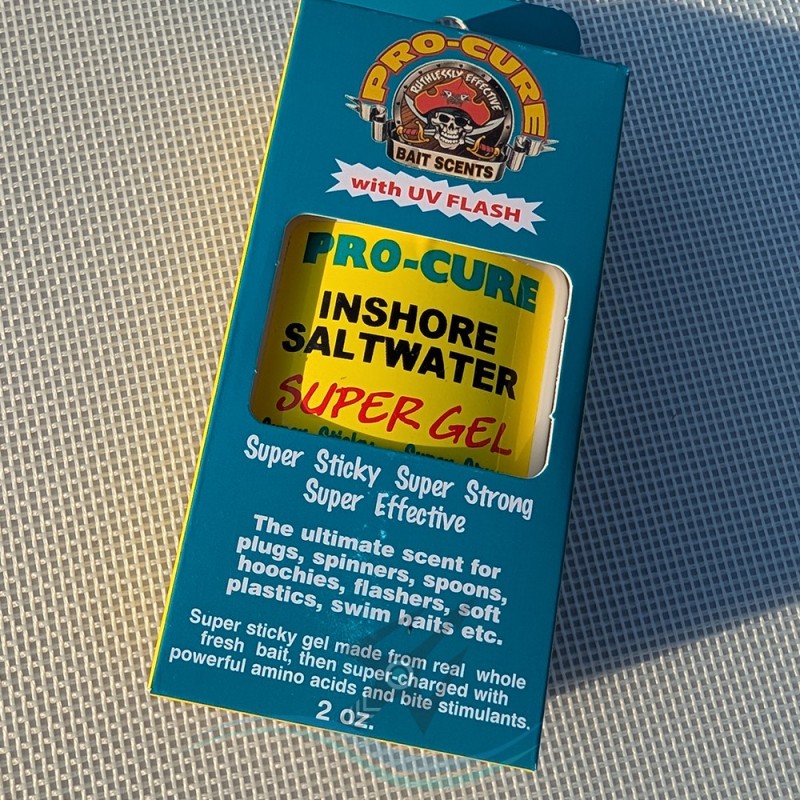 PRO-CURE
RUTHLESSLY EFFECTIVE
BAIT SCENTS
with UV FLASH
PRO-CURE
INSHORE
SALTWATER
SUPER GEL
Super Sticky Super Strong
Super Effective
The ultimate scent for
plugs, spinners, spoons,
hoochies, flashers, soft
plastics, swim baits etc.
Super sticky gel made from real whole
fresh bait, then super-charged with
powerful amino acids and bite stimulants.
2 oz.